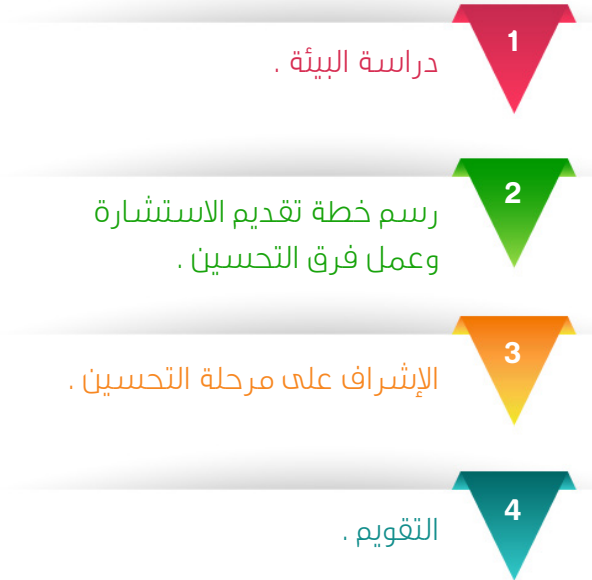 1
دراسة البيئة .
2
رسم خطة تقديم الاستشارة
وعمل فرق التحسين .
3
الإشراف على مرحلة التحسين .
4
التقويم .